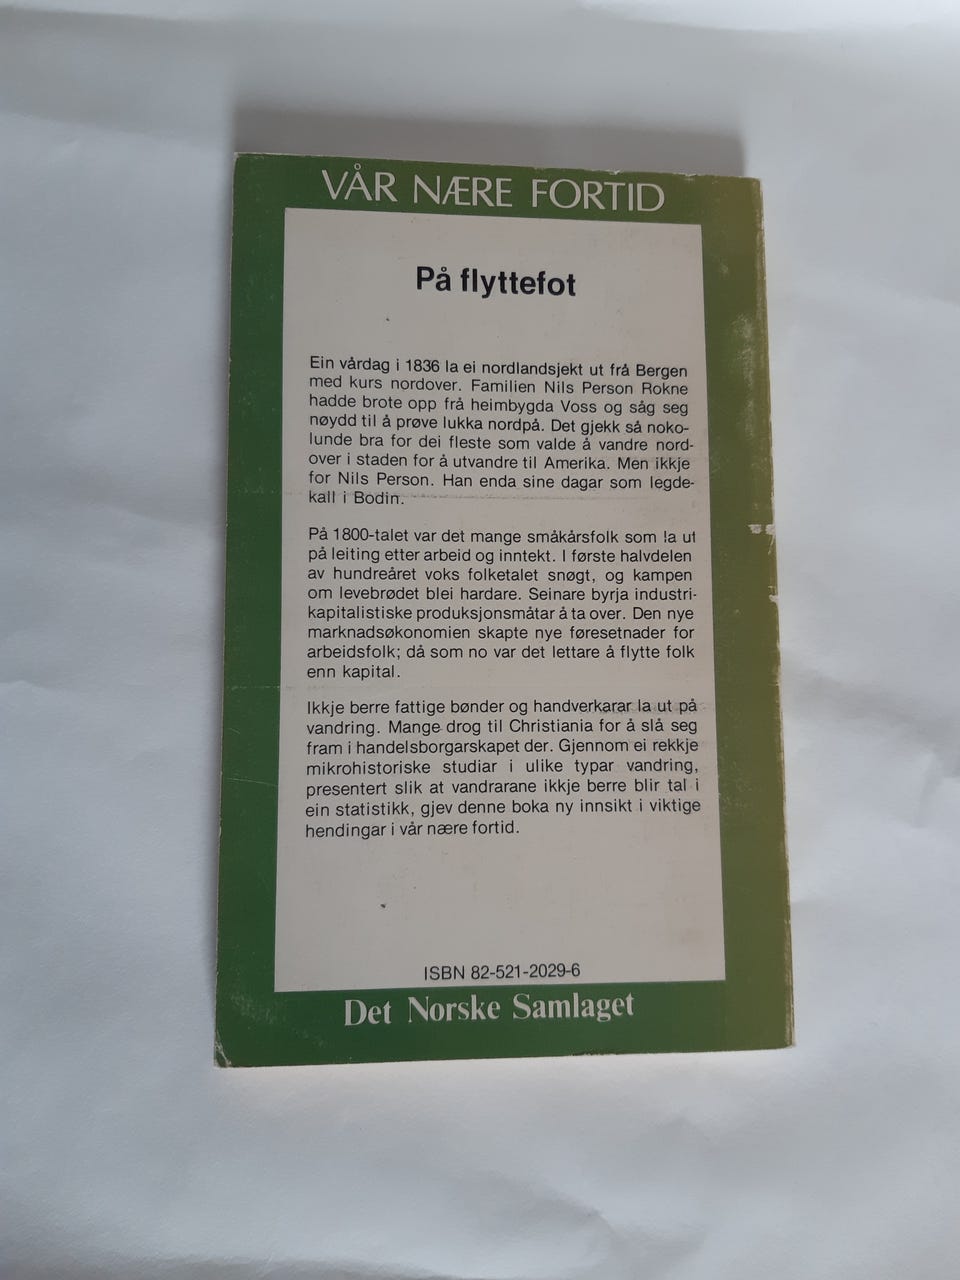 VÅR NÆRE FORTID
På flyttefot
Ein vårdag i 1836 la ei nordlandsjekt ut frå Bergen
med kurs nordover. Familien Nils Person Rokne
hadde brote opp frå heimbygda Voss og såg seg
nøydd til å prøve lukka nordpå. Det gjekk så noko-
lunde bra for dei fleste som valde å vandre nord-
over i staden for å utvandre til Amerika. Men ikkje
for Nils Person. Han enda sine dagar som legde-
kall i Bodin.
På 1800-talet var det mange småkårsfolk som la ut
på leiting etter arbeid og inntekt. I første halvdelen
av hundreåret voks folketalet snøgt, og kampen
om levebrødet blei hardare. Seinare byrja industri-
kapitalistiske produksjonsmåtar å ta over. Den nye
marknadsøkonomien skapte nye føresetnader for
arbeidsfolk; då som no var det lettare å flytte folk
enn kapital.
Ikkje berre fattige bønder og handverkarar la ut på
vandring. Mange drog til Christiania for å slå seg
fram i handelsborgarskapet der. Gjennom ei rekkje
mikrohistoriske studiar i ulike typar vandring,
presentert slik at vandrarane ikkje berre blir tal i
ein statistikk, gjev denne boka ny innsikt i viktige
hendingar i vår nære fortid.
ISBN 82-521-2029-6
Det Norske Samlaget